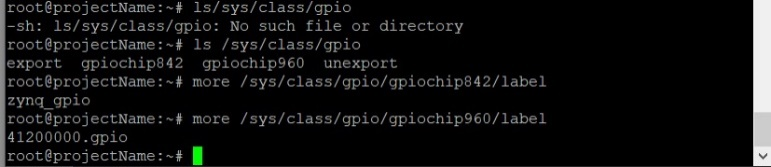 root@projectName:~# ls/sys/class/gpio
-sh: ls/sys/class/gpio: No such file or directory
root@projectName:~# ls /sys/class/gpio
export  gpiochip842  gpiochip960  unexport
root@projectName:~# more /sys/class/gpio/gpiochip842/label
zynq_gpio
root@projectName:~# more /sys/class/gpio/gpiochip960/label
41200000.gpio
root@projectName:~#